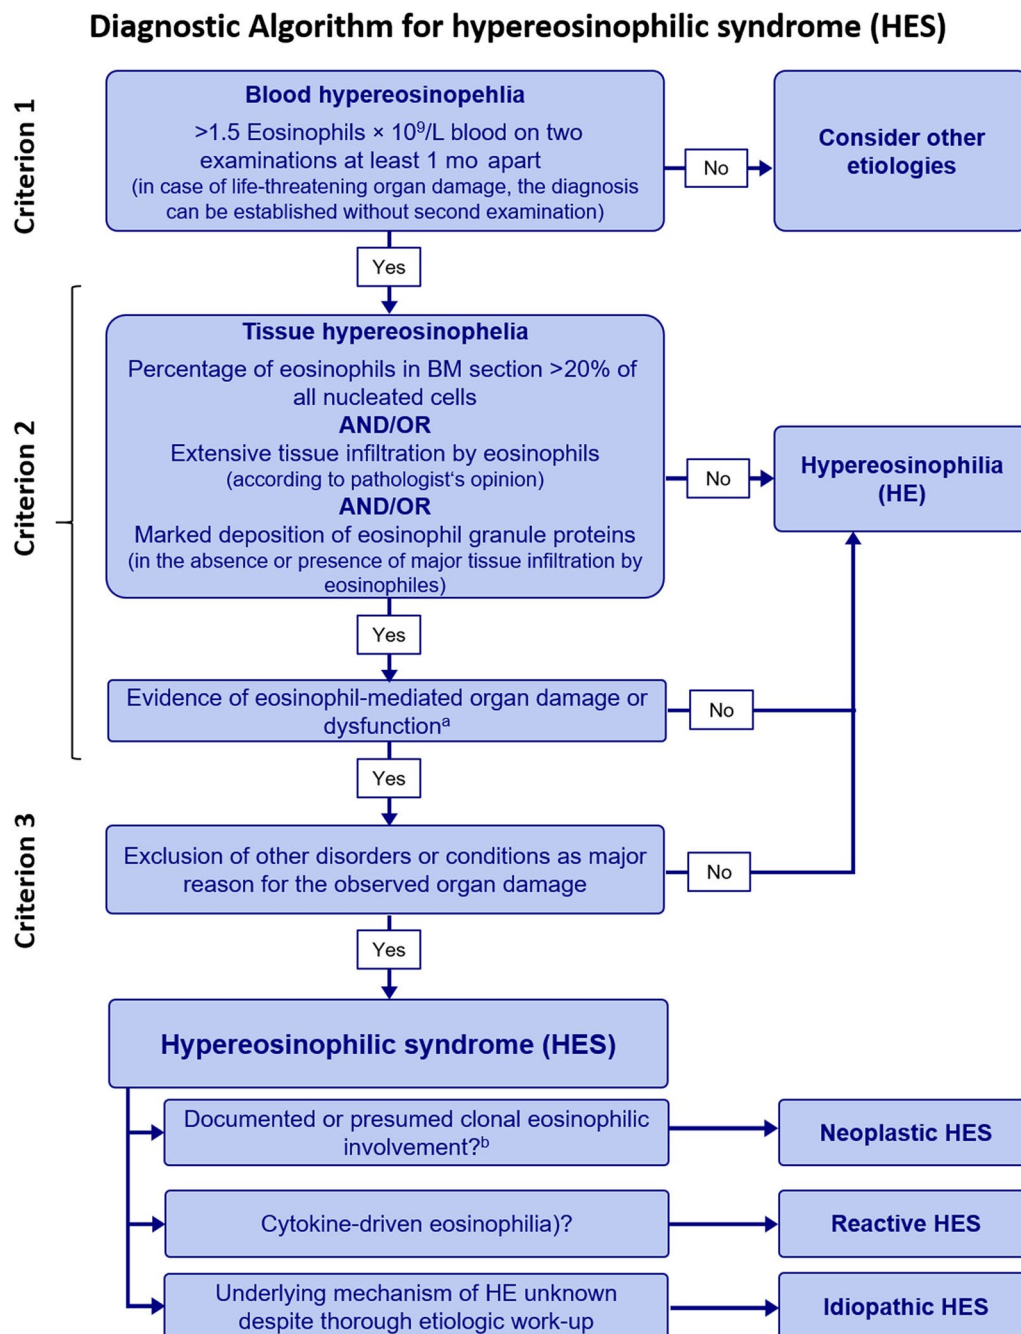 Diagnostic Algorithm for hypereosinophilic syndrome (HES)
Criterion 1
Blood hypereosinopehlia
>1.5 Eosinophils × 10⁹/L blood on two
examinations at least 1 mo apart
(in case of life-threatening organ damage, the diagnosis
can be established without second examination)
No
Consider other
etiologies
Yes
Criterion 2
Tissue hypereosinophelia
Percentage of eosinophils in BM section >20% of
all nucleated cells
AND/OR
Extensive tissue infiltration by eosinophils
(according to pathologist‘s opinion)
AND/OR
Marked deposition of eosinophil granule proteins
(in the absence or presence of major tissue infiltration by
eosinophiles)
No
Hypereosinophilia
(HE)
Yes
Evidence of eosinophil-mediated organ damage or
dysfunctionᵃ
No
Yes
Criterion 3
Exclusion of other disorders or conditions as major
reason for the observed organ damage
No
Yes
Hypereosinophilic syndrome (HES)
Documented or presumed clonal eosinophilic
involvement?ᵇ
Neoplastic HES
Cytokine-driven eosinophilia)?
Reactive HES
Underlying mechanism of HE unknown
despite thorough etiologic work-up
Idiopathic HES